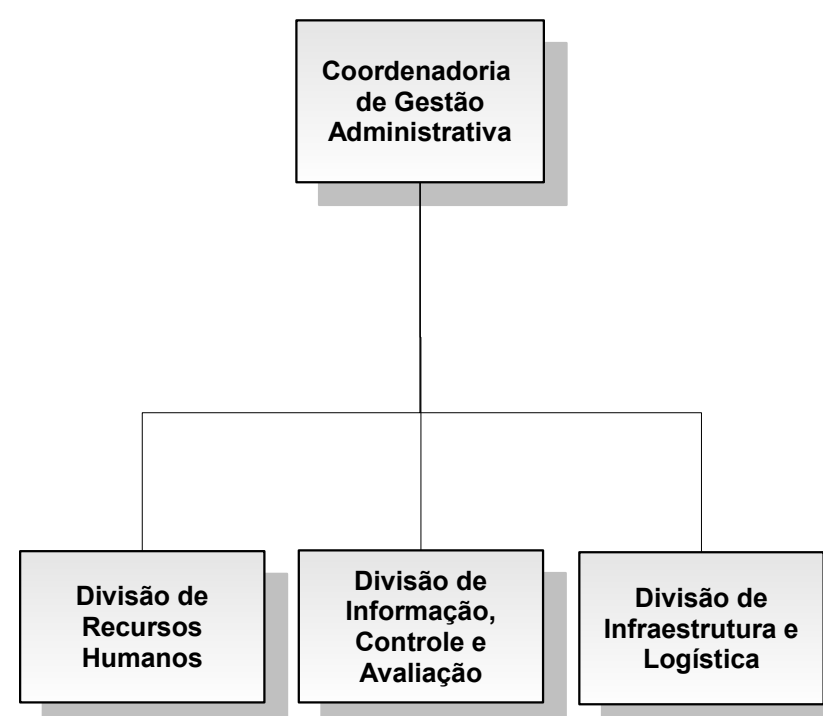 Coordenadoria
de Gestão
Administrativa
Divisão de
Recursos
Humanos
Divisão de
Informação,
Controle e
Avaliação
Divisão de
Infraestrutura e
Logística